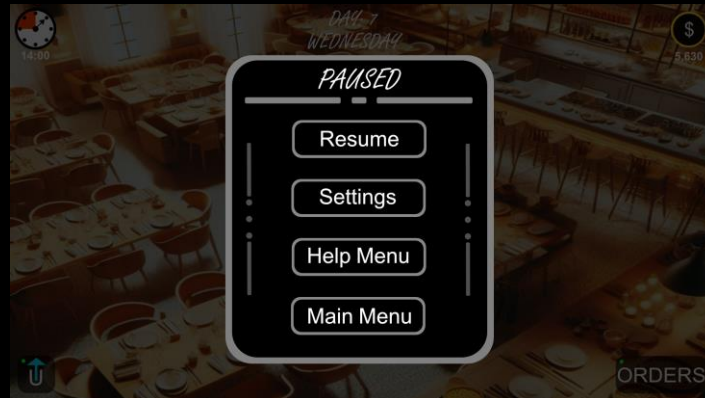 DAY 7
WEDNESDAY
14:00
$
5,630
PAUSED
Resume
Settings
Help Menu
Main Menu
ORDERS